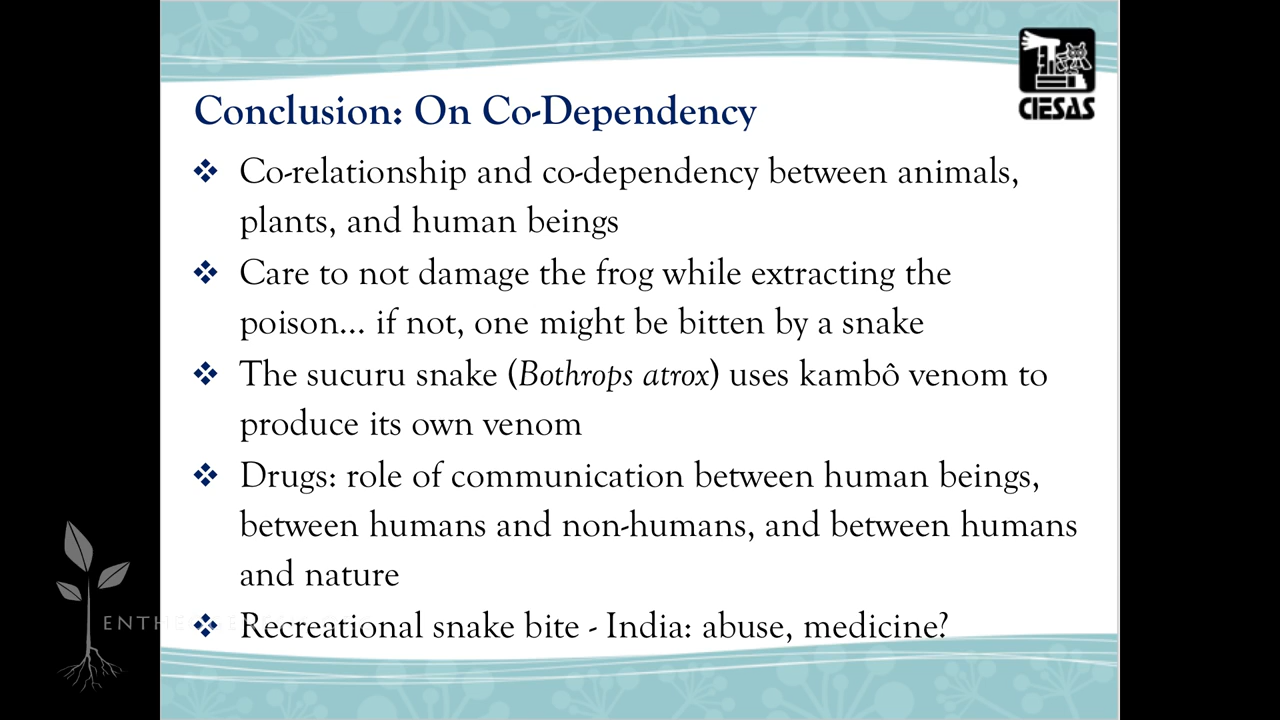 CIESAS
Conclusion: On Co-Dependency
❖ Co-relationship and co-dependency between animals,
plants, and human beings
❖ Care to not damage the frog while extracting the
poison... if not, one might be bitten by a snake
❖ The sucuru snake (Bothrops atrox) uses kambô venom to
produce its own venom
❖ Drugs: role of communication between human beings,
between humans and non-humans, and between humans
and nature
❖ Recreational snake bite - India: abuse, medicine?